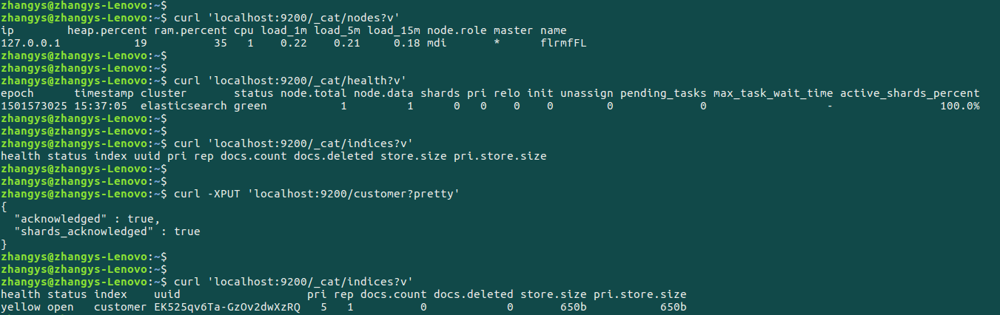 zhangys@zhangys-Lenovo:~$
zhangys@zhangys-Lenovo:~$ curl 'localhost:9200/_cat/nodes?v'
ip        heap.percent ram.percent cpu load_1m load_5m load_15m node.role master name
127.0.0.1           19          35   1    0.22    0.21     0.18 mdi       *      flrmfFL
zhangys@zhangys-Lenovo:~$
zhangys@zhangys-Lenovo:~$
zhangys@zhangys-Lenovo:~$ curl 'localhost:9200/_cat/health?v'
epoch      timestamp cluster       status node.total node.data shards pri relo init unassign pending_tasks max_task_wait_time active_shards_percent
1501573025 15:37:05  elasticsearch green           1         1      0   0    0    0        0             0                  -                100.0%
zhangys@zhangys-Lenovo:~$
zhangys@zhangys-Lenovo:~$
zhangys@zhangys-Lenovo:~$ curl 'localhost:9200/_cat/indices?v'
health status index uuid pri rep docs.count docs.deleted store.size pri.store.size
zhangys@zhangys-Lenovo:~$
zhangys@zhangys-Lenovo:~$
zhangys@zhangys-Lenovo:~$ curl -XPUT 'localhost:9200/customer?pretty'
{
  "acknowledged" : true,
  "shards_acknowledged" : true
}
zhangys@zhangys-Lenovo:~$
zhangys@zhangys-Lenovo:~$
zhangys@zhangys-Lenovo:~$ curl 'localhost:9200/_cat/indices?v'
health status index    uuid                   pri rep docs.count docs.deleted store.size pri.store.size
yellow open   customer EK525qv6Ta-GzOv2dwXzRQ   5   1          0            0       650b           650b